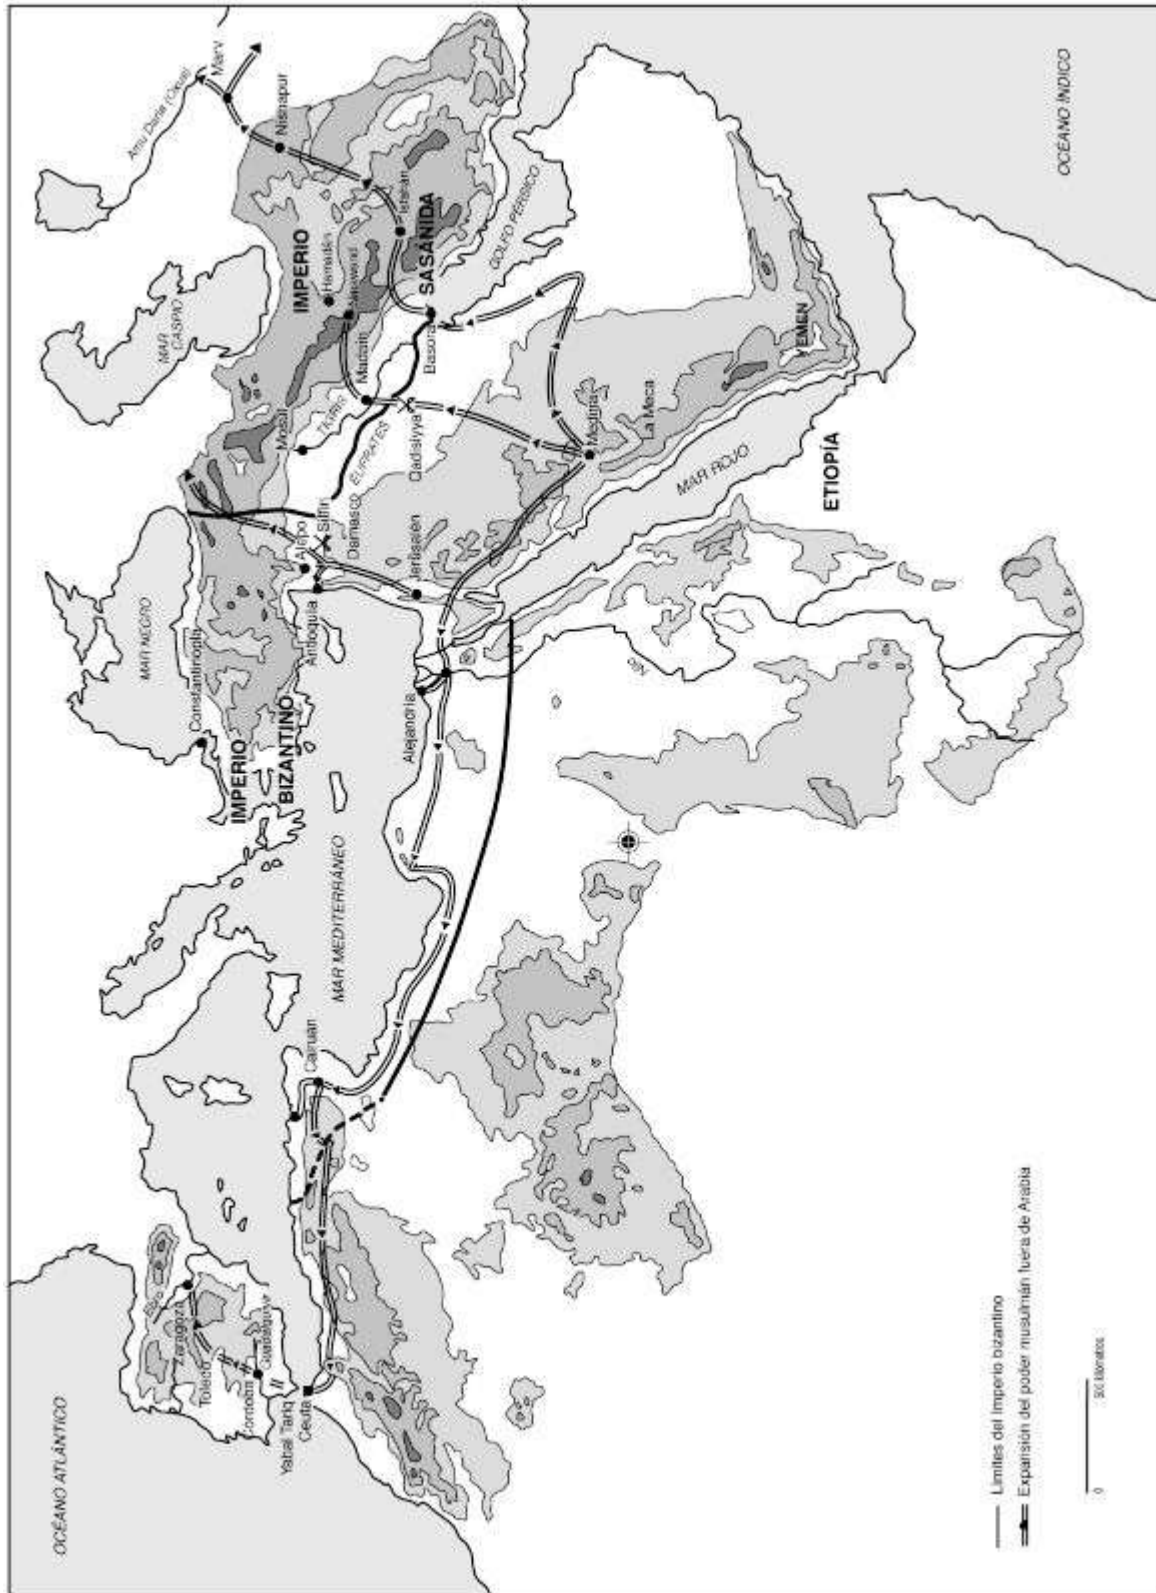 OCÉANO ATLÁNTICO
Ebro
Zaragoza
Toledo
Guadalquivir
Córdoba
Yabal Tariq
Ceuta
Cairuán
MAR MEDITERRÁNEO
IMPERIO
BIZANTINO
Constantinopla
MAR NEGRO
Antioquía
Alepo
Siffin
Damasco
Jerusalén
Alejandría
Nilo
MAR CASPIO
Mosul
TIGRIS
EUFRATES
Madain
Qadisiyya
Basora
IMPERIO
SASÁNIDA
Hamadán
Nihawand
Isfahán
Nishapur
Marv
Amu Daria (Oxus)
GOLFO PÉRSICO
Medina
La Meca
MAR ROJO
YEMEN
ETIOPÍA
OCÉANO ÍNDICO
Límites del Imperio bizantino
Expansión del poder musulmán fuera de Arabia
0 500 kilómetros